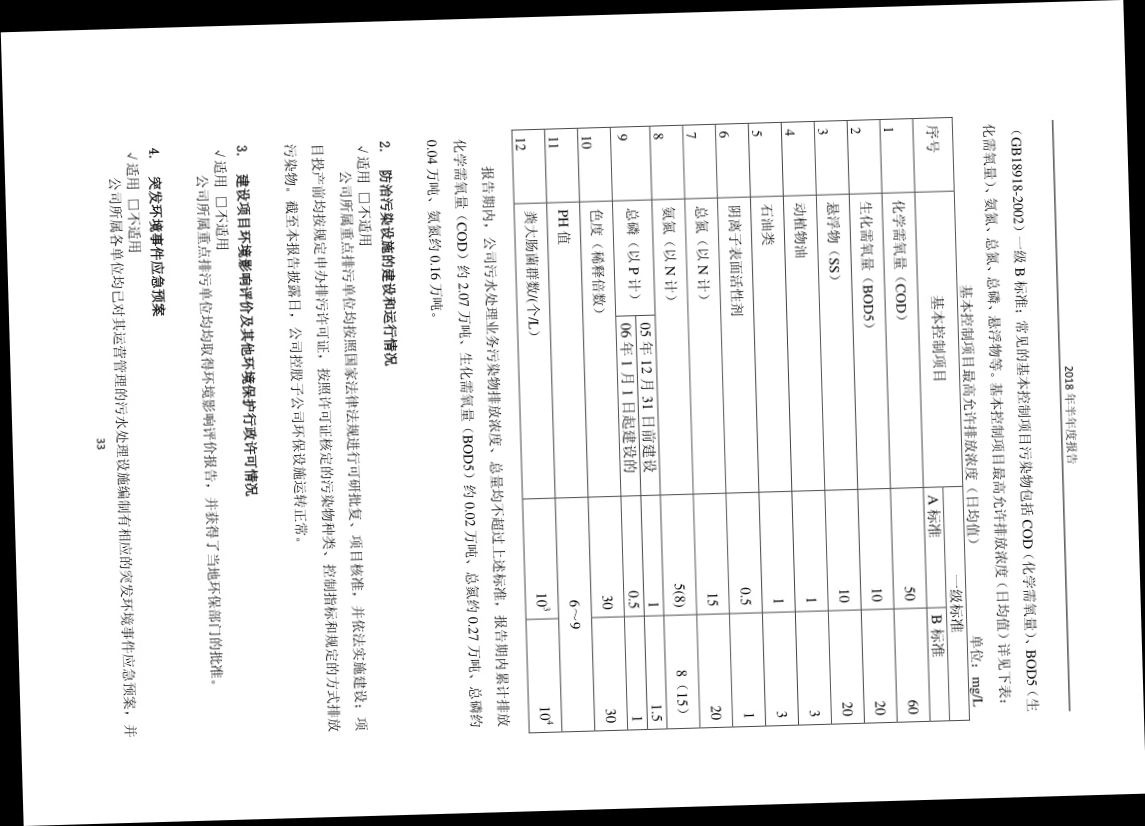 2018 年半年度报告
（GB18918-2002）一级 B 标准；常见的基本控制项目污染物包括 COD（化学需氧量）、BOD5（生
化需氧量）、氨氮、总氮、总磷、悬浮物等。基本控制项目最高允许排放浓度（日均值）详见下表：
单位：mg/L
基本控制项目最高允许排放浓度（日均值）
序号 基本控制项目 一级标准
A 标准 B 标准
1 化学需氧量（COD） 50 60
2 生化需氧量（BOD5） 10 20
3 悬浮物（SS） 10 20
4 动植物油 1 3
5 石油类 1 3
6 阴离子表面活性剂 0.5 1
7 总氮（以 N 计） 15 20
8 氨氮（以 N 计） 5(8) 8（15）
9 总磷（以 P 计） 05 年 12 月 31 日前建设 1 1.5
06 年 1 月 1 日起建设的 0.5 1
10 色度（稀释倍数） 30 30
11 PH 值 6～9
12 粪大肠菌群数/(个/L) 10³ 10⁴
报告期内，公司污水处理业务污染物排放浓度、总量均不超过上述标准，报告期内累计排放
化学需氧量（COD）约 2.07 万吨、生化需氧量（BOD5）约 0.02 万吨、总氮约 0.27 万吨、总磷约
0.04 万吨、氨氮约 0.16 万吨。
2. 防治污染设施的建设和运行情况
√适用 □不适用
公司所属重点排污单位均按照国家法律法规进行可研批复、项目核准，并依法实施建设；项
目投产前均按规定申办排污许可证，按照许可证核定的污染物种类、控制指标和规定的方式排放
污染物。截至本报告披露日，公司控股子公司环保设施运转正常。
3. 建设项目环境影响评价及其他环境保护行政许可情况
√适用 □不适用
公司所属重点排污单位均均取得环境影响评价报告，并获得了当地环保部门的批准。
4. 突发环境事件应急预案
√适用 □不适用
公司所属各单位均已对其运营管理的污水处理设施编制有相应的突发环境事件应急预案，并
33